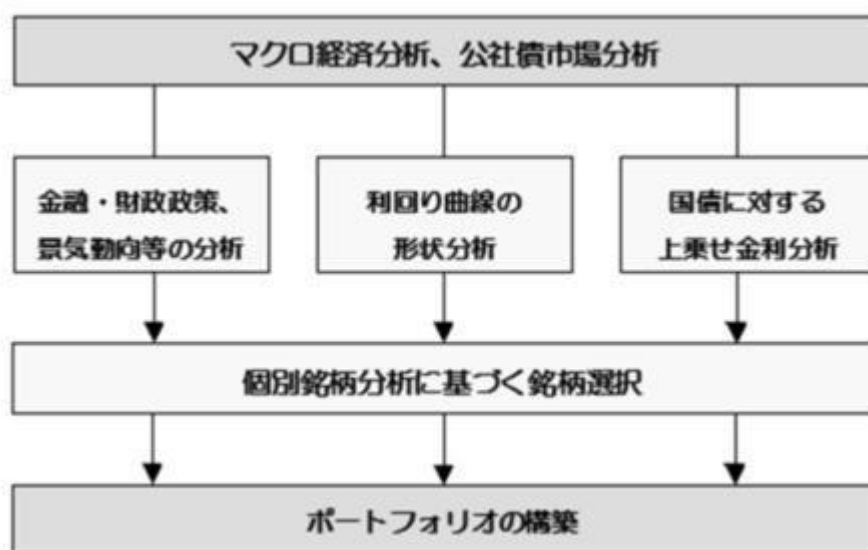 マクロ経済分析、公社債市場分析
金融・財政政策、
景気動向等の分析
利回り曲線の
形状分析
国債に対する
上乗せ金利分析
個別銘柄分析に基づく銘柄選択
ポートフォリオの構築